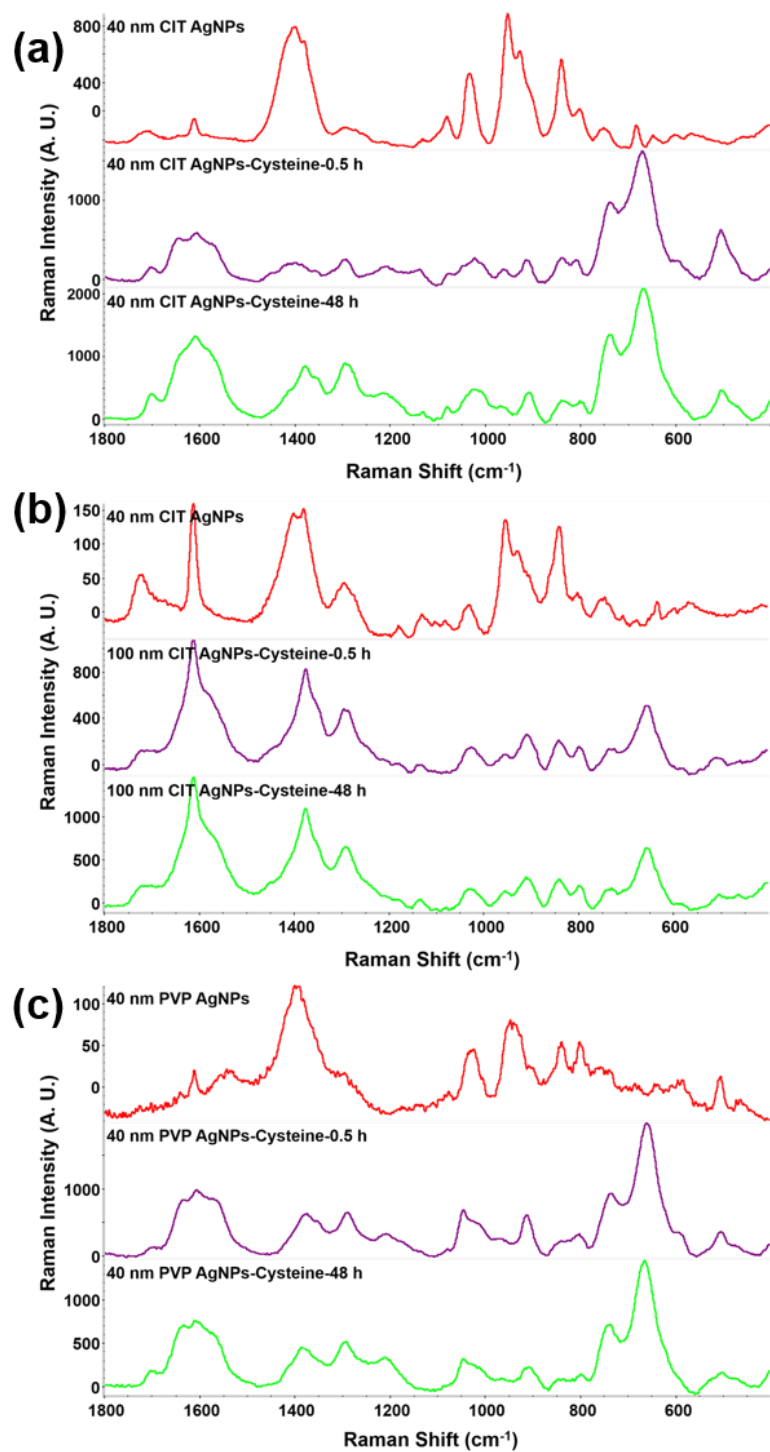 (a)
40 nm CIT AgNPs
800
400
0
40 nm CIT AgNPs-Cysteine-0.5 h
1000
0
40 nm CIT AgNPs-Cysteine-48 h
2000
1000
0
Raman Intensity (A. U.)
1800 1600 1400 1200 1000 800 600
Raman Shift (cm-1)
(b)
40 nm CIT AgNPs
150
100
50
0
100 nm CIT AgNPs-Cysteine-0.5 h
800
400
0
100 nm CIT AgNPs-Cysteine-48 h
1000
500
0
Raman Intensity (A. U.)
1800 1600 1400 1200 1000 800 600
Raman Shift (cm-1)
(c)
40 nm PVP AgNPs
100
50
0
40 nm PVP AgNPs-Cysteine-0.5 h
1000
0
40 nm PVP AgNPs-Cysteine-48 h
1000
500
0
Raman Intensity (A. U.)
1800 1600 1400 1200 1000 800 600
Raman Shift (cm-1)